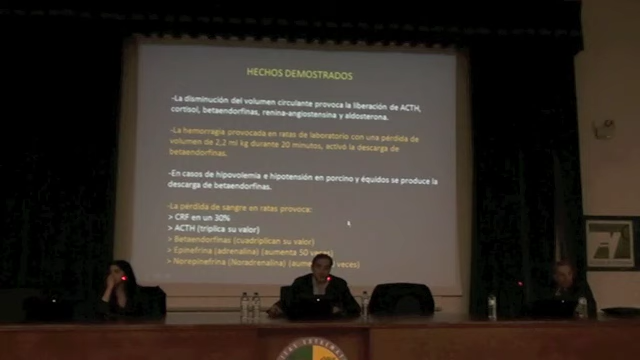 HECHOS DEMOSTRADOS
-La disminución del volumen circulante provoca la liberación de ACTH,
cortisol, betaendorfinas, renina-angiostensina y aldosterona.
-La hemorragia provocada en ratas de laboratorio con una pérdida de
volumen de 2,2 ml kg durante 20 minutos, activó la descarga de
betaendorfinas.
-En casos de hipovolemia e hipotensión en porcino y équidos se produce la
descarga de betaendorfinas.
-La pérdida de sangre en ratas provoca:
> CRF en un 30%
> ACTH (triplica su valor)
> Betaendorfinas (cuadriplican su valor)
> Epinefrina (adrenalina) (aumenta 50 veces)
> Norepinefrina (Noradrenalina) (aume veces)